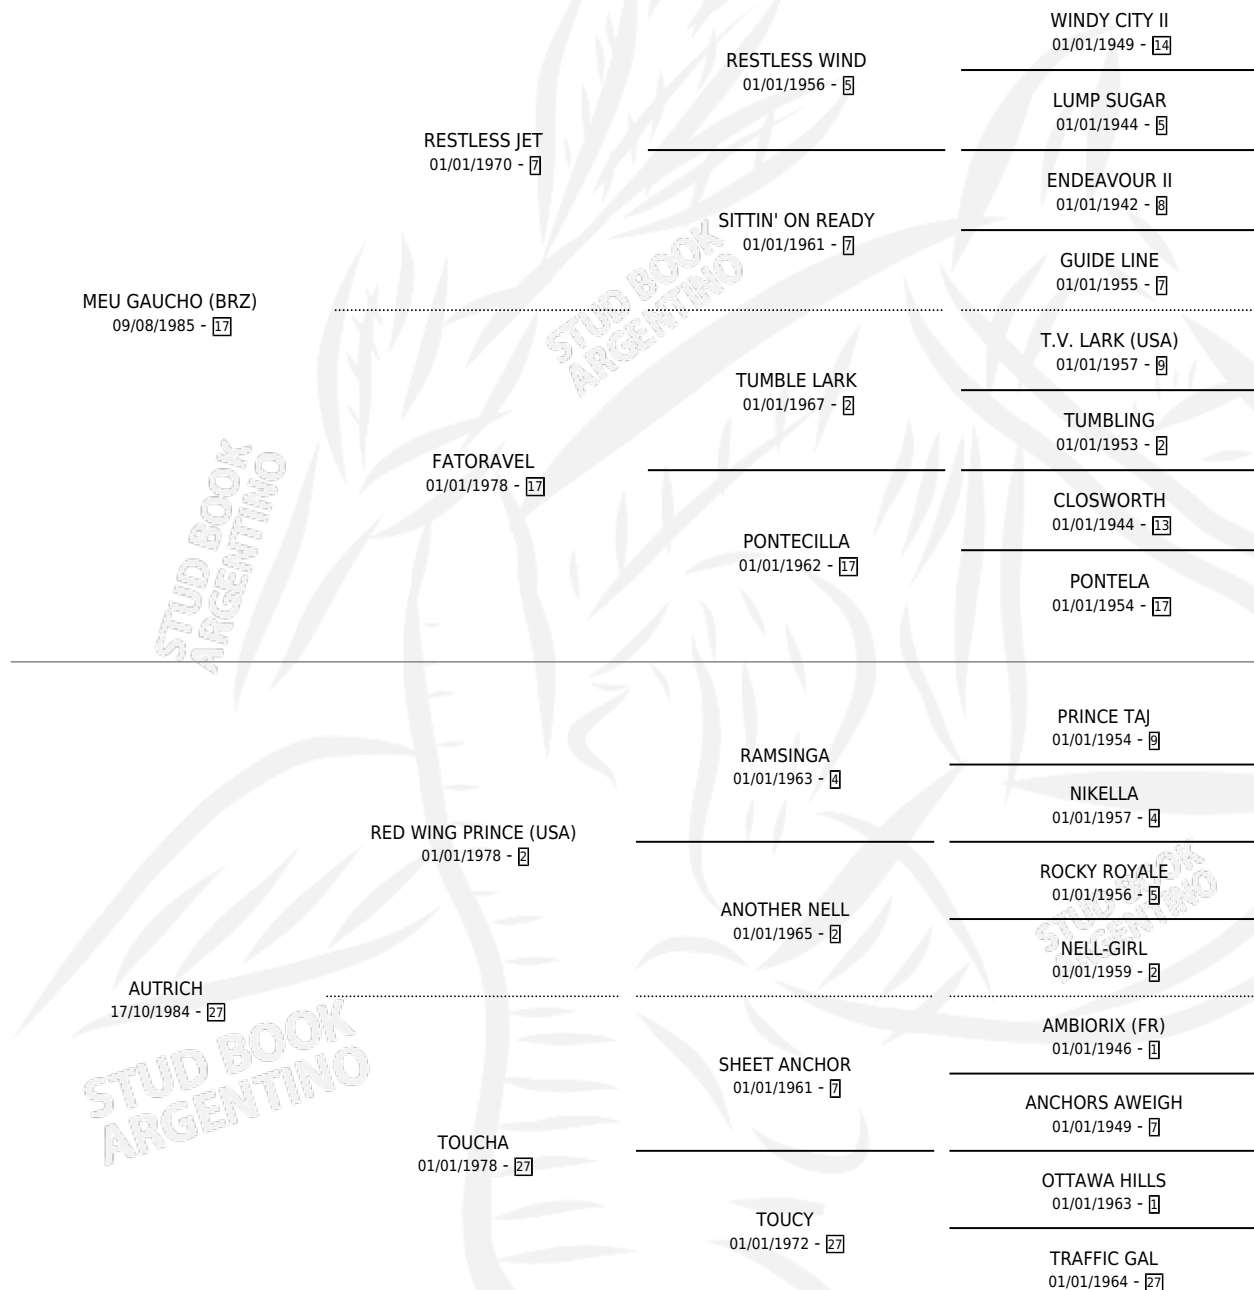 WINDY CITY II
01/01/1949 - 14
RESTLESS WIND
01/01/1956 - 5
LUMP SUGAR
01/01/1944 - 5
RESTLESS JET
01/01/1970 - 7
ENDEAVOUR II
01/01/1942 - 8
SITTIN' ON READY
01/01/1961 - 7
GUIDE LINE
01/01/1955 - 7
MEU GAUCHO (BRZ)
09/08/1985 - 17
T.V. LARK (USA)
01/01/1957 - 9
TUMBLE LARK
01/01/1967 - 2
TUMBLING
01/01/1953 - 2
FATORAVEL
01/01/1978 - 17
CLOSWORTH
01/01/1944 - 13
PONTECILLA
01/01/1962 - 17
PONTELA
01/01/1954 - 17
PRINCE TAJ
01/01/1954 - 9
RAMSINGA
01/01/1963 - 4
NIKELLA
01/01/1957 - 4
RED WING PRINCE (USA)
01/01/1978 - 2
ROCKY ROYALE
01/01/1956 - 5
ANOTHER NELL
01/01/1965 - 2
NELL-GIRL
01/01/1959 - 2
AUTRICH
17/10/1984 - 27
AMBIORIX (FR)
01/01/1946 - 1
SHEET ANCHOR
01/01/1961 - 7
ANCHORS AWEIGH
01/01/1949 - 7
TOUCHA
01/01/1978 - 27
OTTAWA HILLS
01/01/1963 - 1
TOUCY
01/01/1972 - 27
TRAFFIC GAL
01/01/1964 - 27
STUD BOOK
ARGENTINO
STUD BOOK
ARGENTINO
STUD BOOK
ARGENTINO
STUD BOOK
ARGENTINO